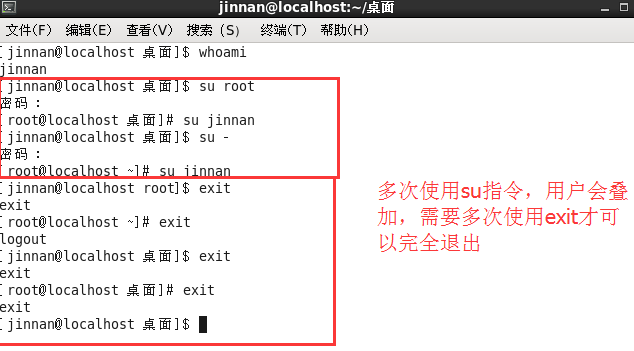 jinnan@localhost:~/桌面
文件(F) 编辑(E) 查看(V) 搜索 (S) 终端(T) 帮助(H)
[jinnan@localhost 桌面]$ whoami
jinnan
[jinnan@localhost 桌面]$ su root
密码：
[root@localhost 桌面]# su jinnan
[jinnan@localhost 桌面]$ su -
密码：
[root@localhost ~]# su jinnan
[jinnan@localhost root]$ exit
exit
[root@localhost ~]# exit
logout
[jinnan@localhost 桌面]$ exit
exit
[root@localhost 桌面]# exit
exit
[jinnan@localhost 桌面]$
多次使用su指令，用户会叠
加，需要多次使用exit才可
以完全退出